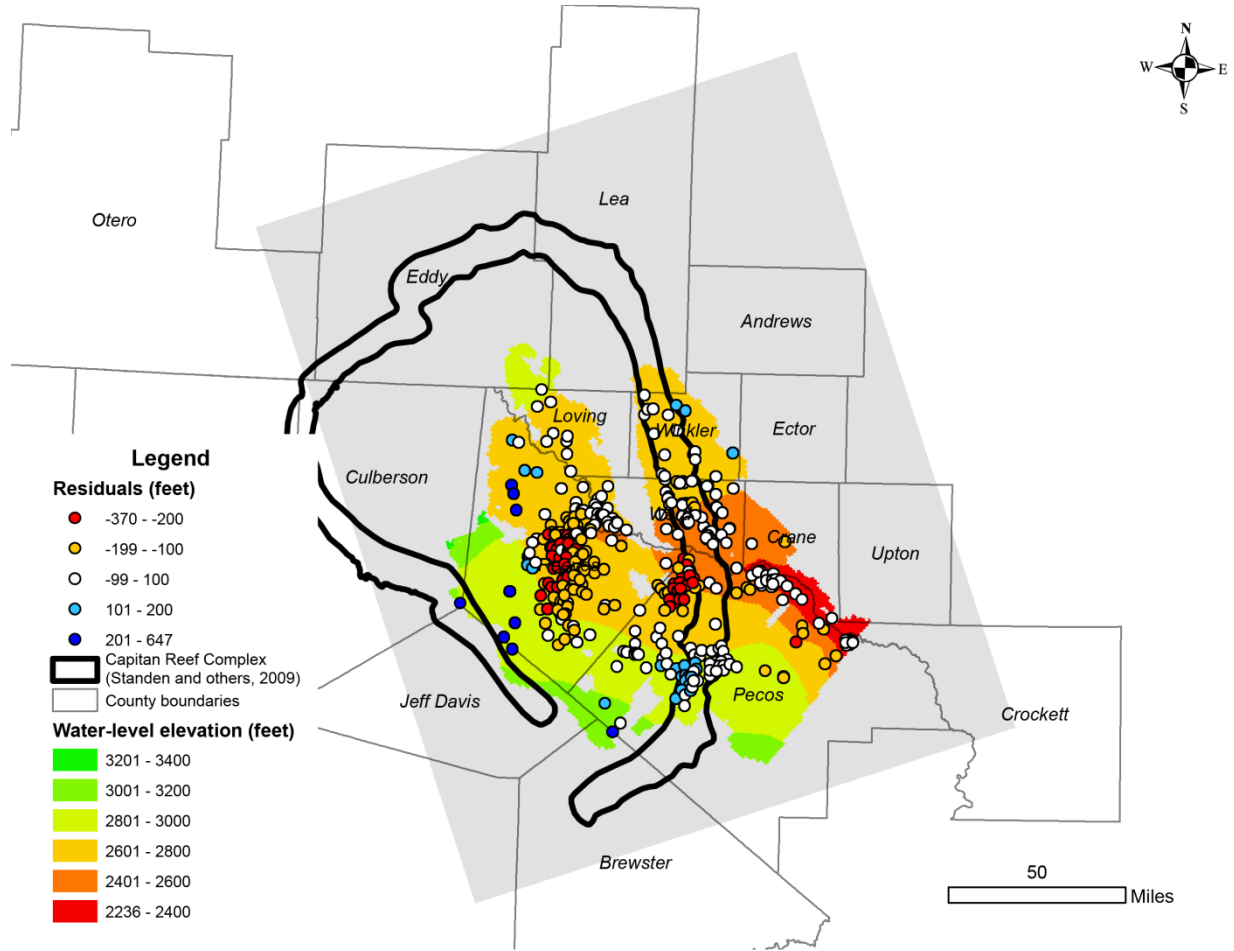 N
W
E
S
Lea
Otero
Eddy
Andrews
Loving
Winkler
Ector
Culberson
Crane
Upton
Legend
Residuals (feet)
-370 - -200
-199 - -100
-99 - 100
101 - 200
201 - 647
Capitan Reef Complex
(Standen and others, 2009)
County boundaries
Water-level elevation (feet)
3201 - 3400
3001 - 3200
2801 - 3000
2601 - 2800
2401 - 2600
2236 - 2400
Jeff Davis
Pecos
Crockett
Brewster
50
Miles